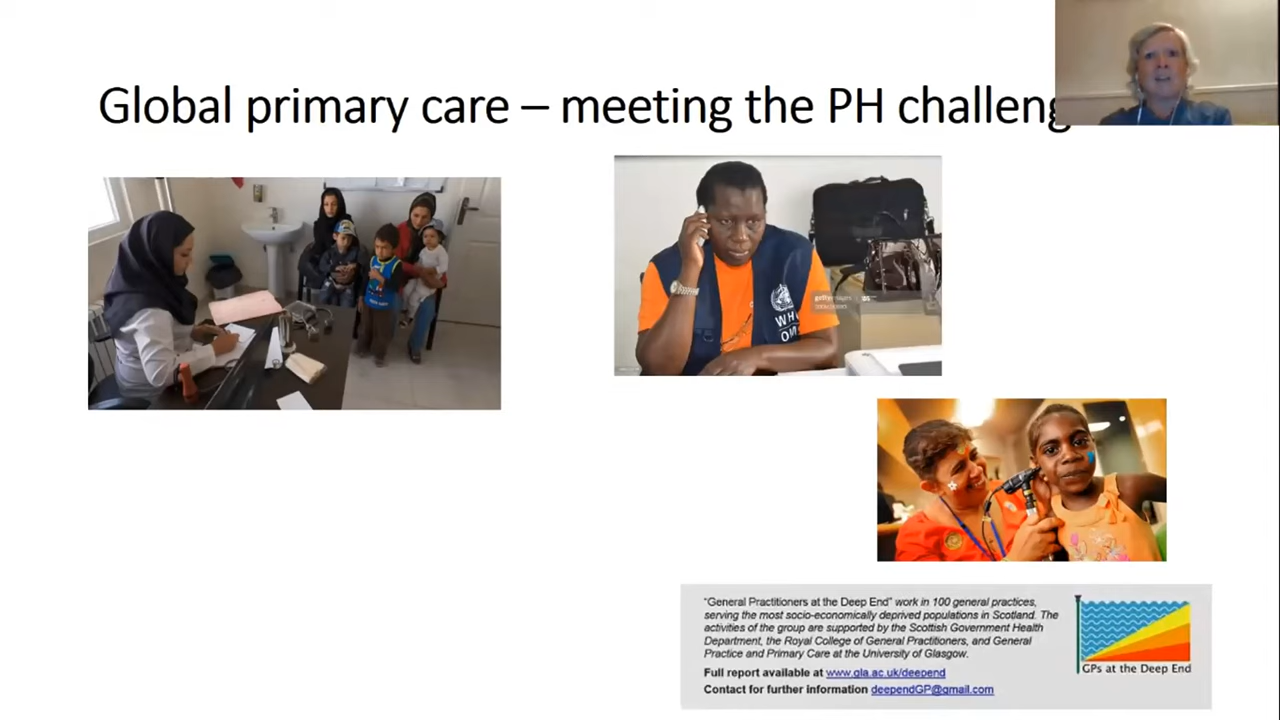 Global primary care – meeting the PH challeng
gettyimages
WH
O
"General Practitioners at the Deep End" work in 100 general practices,
serving the most socio-economically deprived populations in Scotland. The
activities of the group are supported by the Scottish Government Health
Department, the Royal College of General Practitioners, and General
Practice and Primary Care at the University of Glasgow.
Full report available at www.gla.ac.uk/deepend
Contact for further information deependGP@gmail.com
GPs at the Deep End